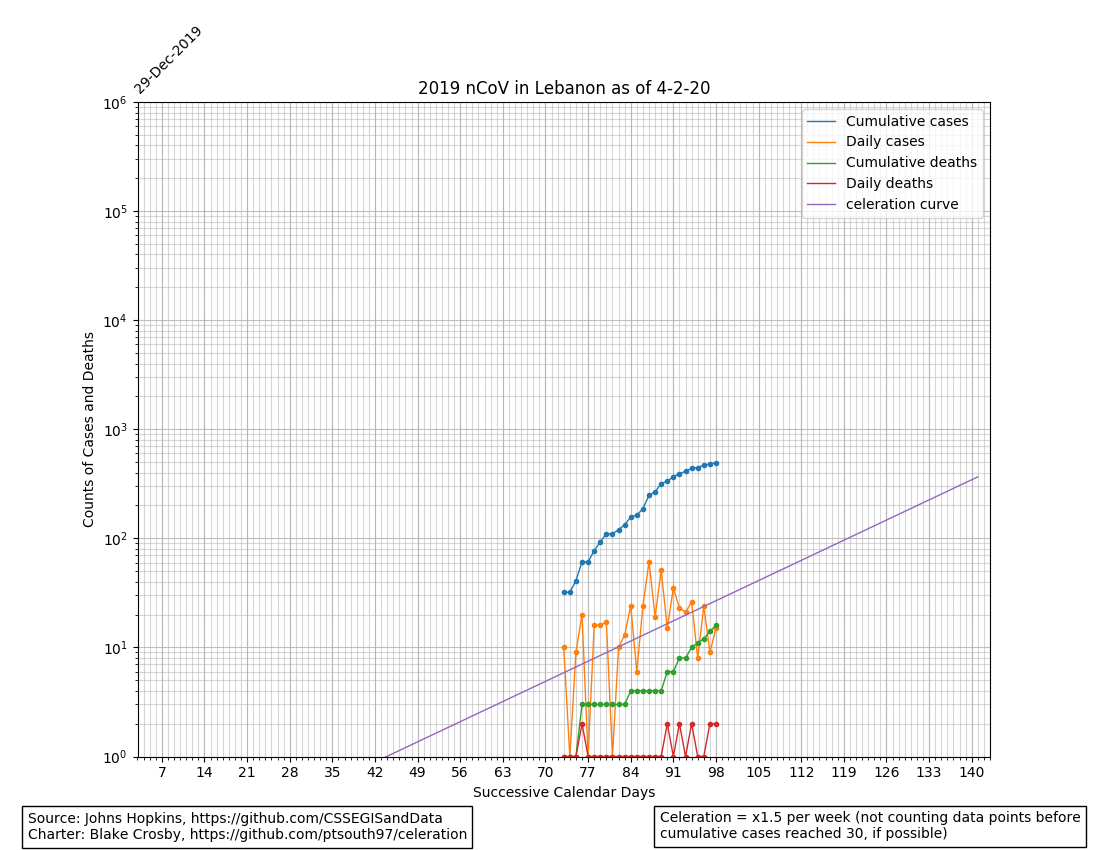 29-Dec-2019
2019 nCoV in Lebanon as of 4-2-20
Cumulative cases
Daily cases
Cumulative deaths
Daily deaths
celeration curve
Counts of Cases and Deaths
10^6
10^5
10^4
10^3
10^2
10^1
10^0
7 14 21 28 35 42 49 56 63 70 77 84 91 98 105 112 119 126 133 140
Successive Calendar Days
Source: Johns Hopkins, https://github.com/CSSEGISandData
Charter: Blake Crosby, https://github.com/ptsouth97/celeration
Celeration = x1.5 per week (not counting data points before
cumulative cases reached 30, if possible)